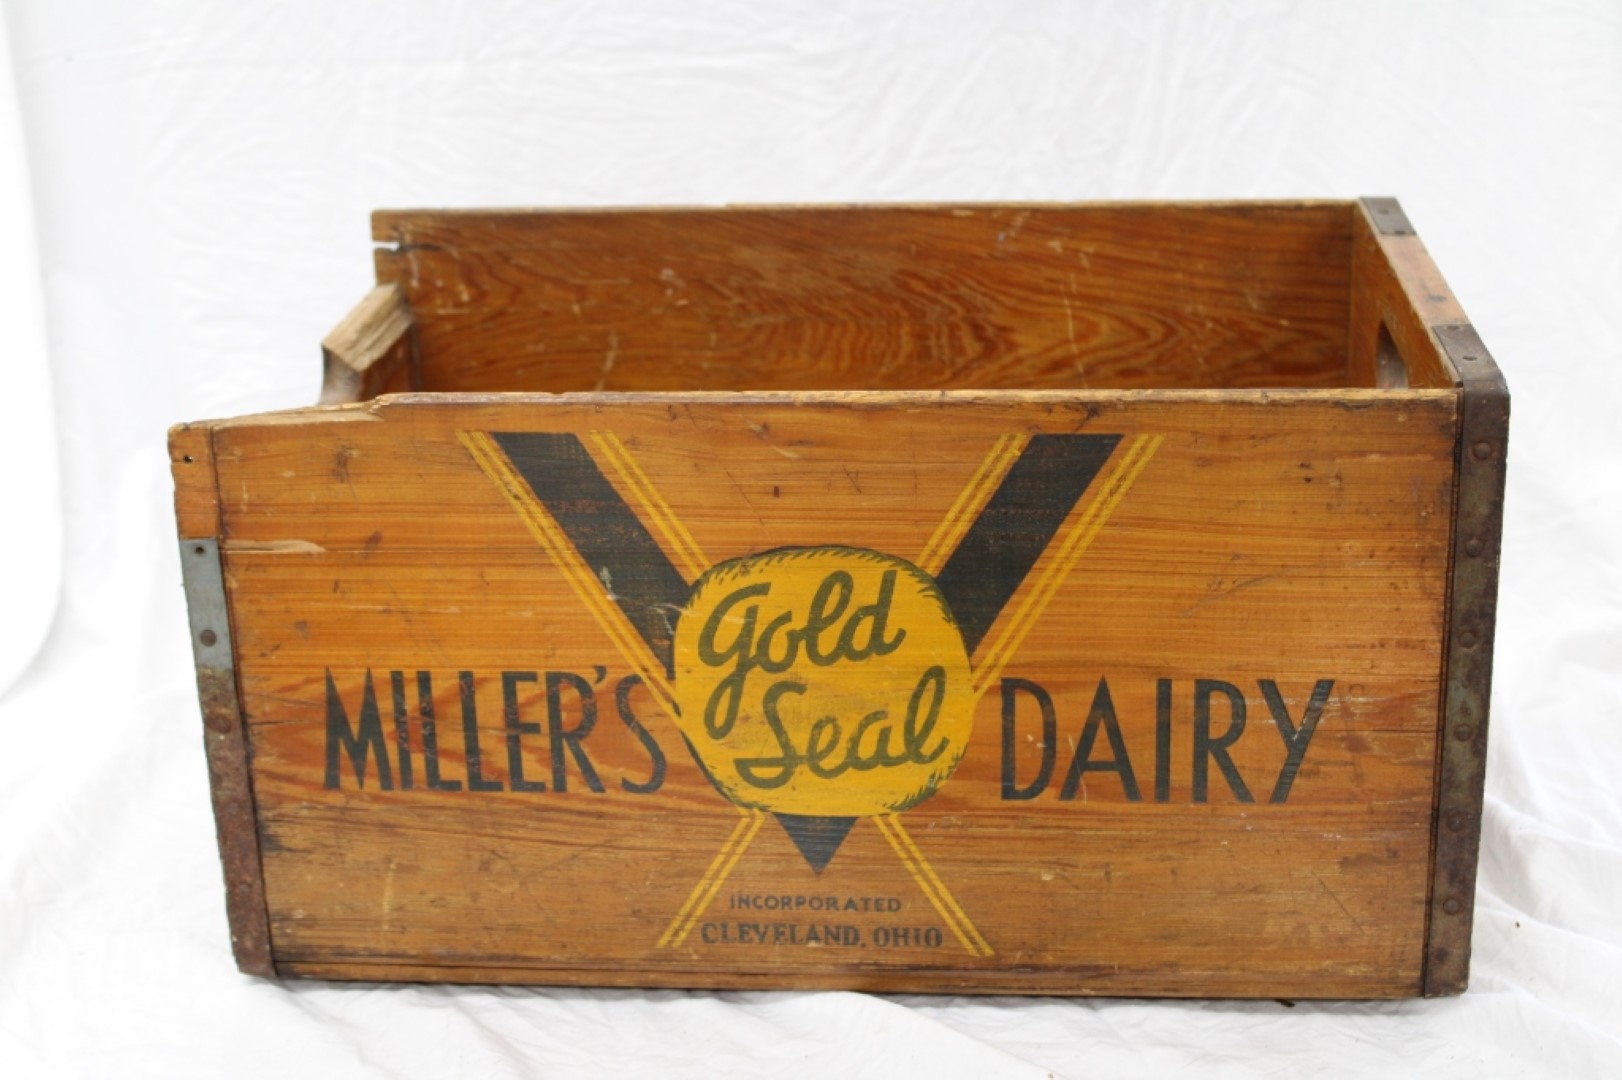 Gold
Seal
MILLER'S DAIRY
INCORPORATED
CLEVELAND, OHIO